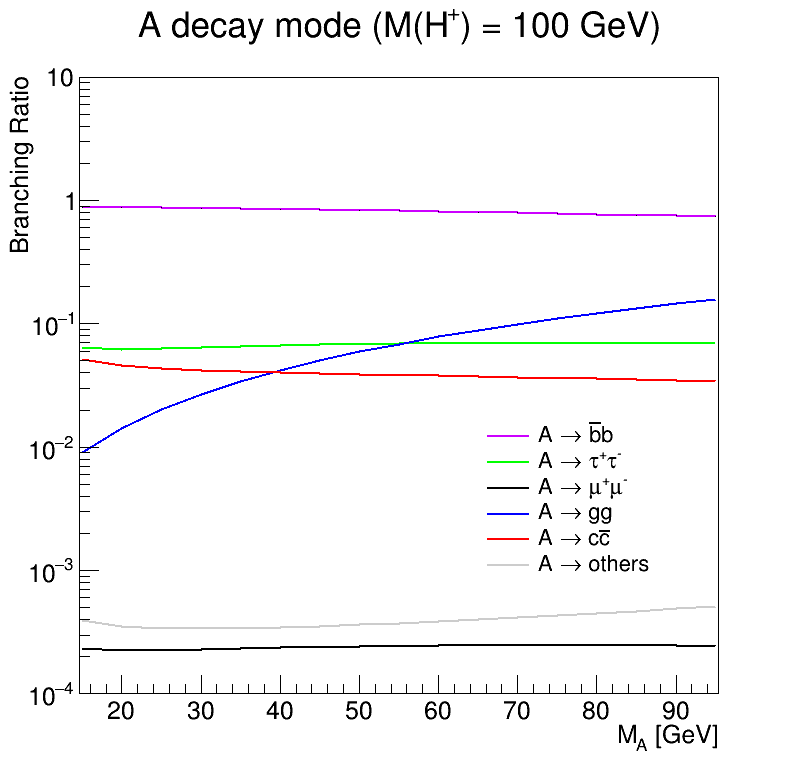 A decay mode (M(H⁺) = 100 GeV)
Branching Ratio
10
1
10⁻¹
10⁻²
10⁻³
10⁻⁴
A → b̅b
A → τ⁺τ⁻
A → μ⁺μ⁻
A → gg
A → cc̅
A → others
20 30 40 50 60 70 80 90
M_A [GeV]